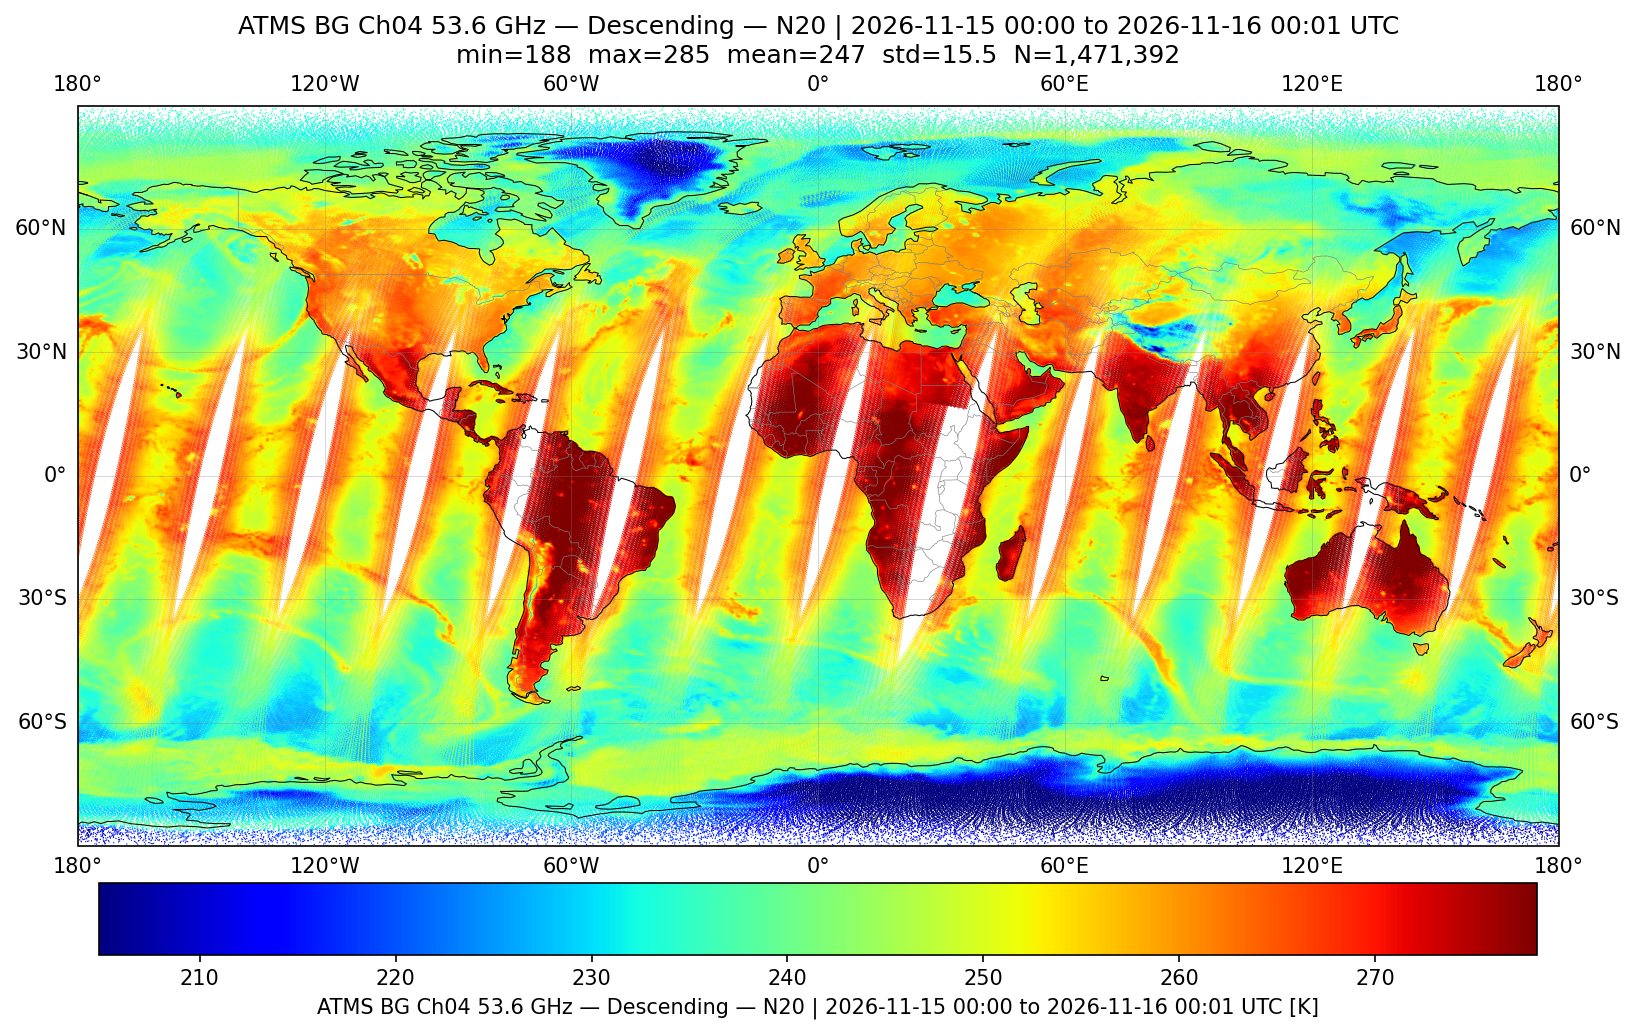 ATMS BG Ch04 53.6 GHz — Descending — N20 | 2026-11-15 00:00 to 2026-11-16 00:01 UTC
min=188 max=285 mean=247 std=15.5 N=1,471,392
180° 120°W 60°W 0° 60°E 120°E 180°
60°N 60°N
30°N 30°N
0° 0°
30°S 30°S
60°S 60°S
180° 120°W 60°W 0° 60°E 120°E 180°
210 220 230 240 250 260 270
ATMS BG Ch04 53.6 GHz — Descending — N20 | 2026-11-15 00:00 to 2026-11-16 00:01 UTC [K]